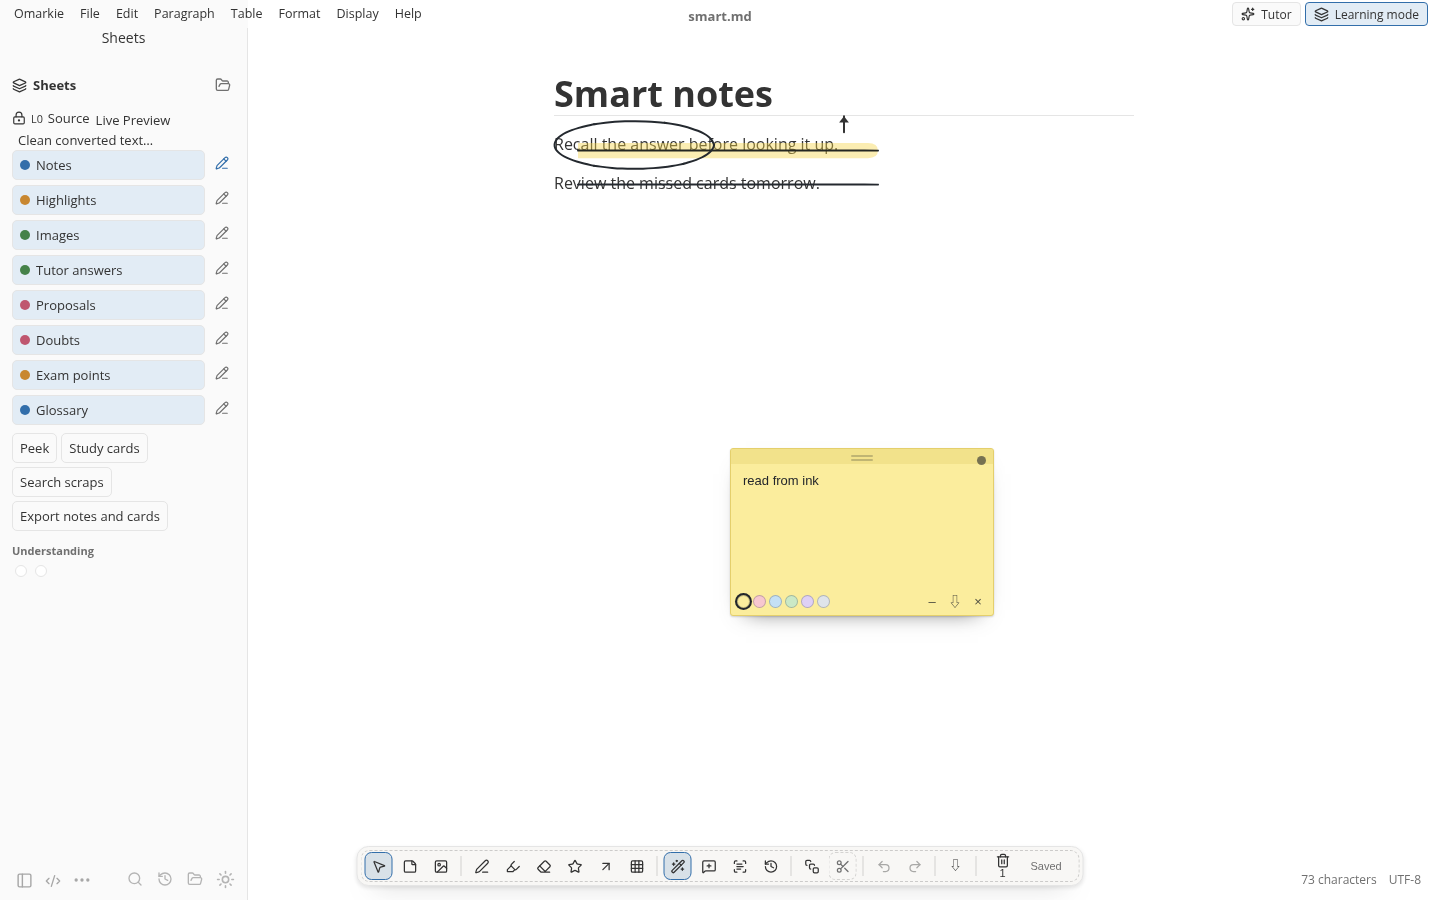 Omarkie File Edit Paragraph Table Format Display Help
smart.md
Tutor Learning mode
Sheets
Sheets
L0 Source Live Preview
Clean converted text...
Notes
Highlights
Images
Tutor answers
Proposals
Doubts
Exam points
Glossary
Peek Study cards
Search scraps
Export notes and cards
Understanding
Smart notes
Recall the answer before looking it up.
Review the missed cards tomorrow.
read from ink
1
Saved
73 characters UTF-8